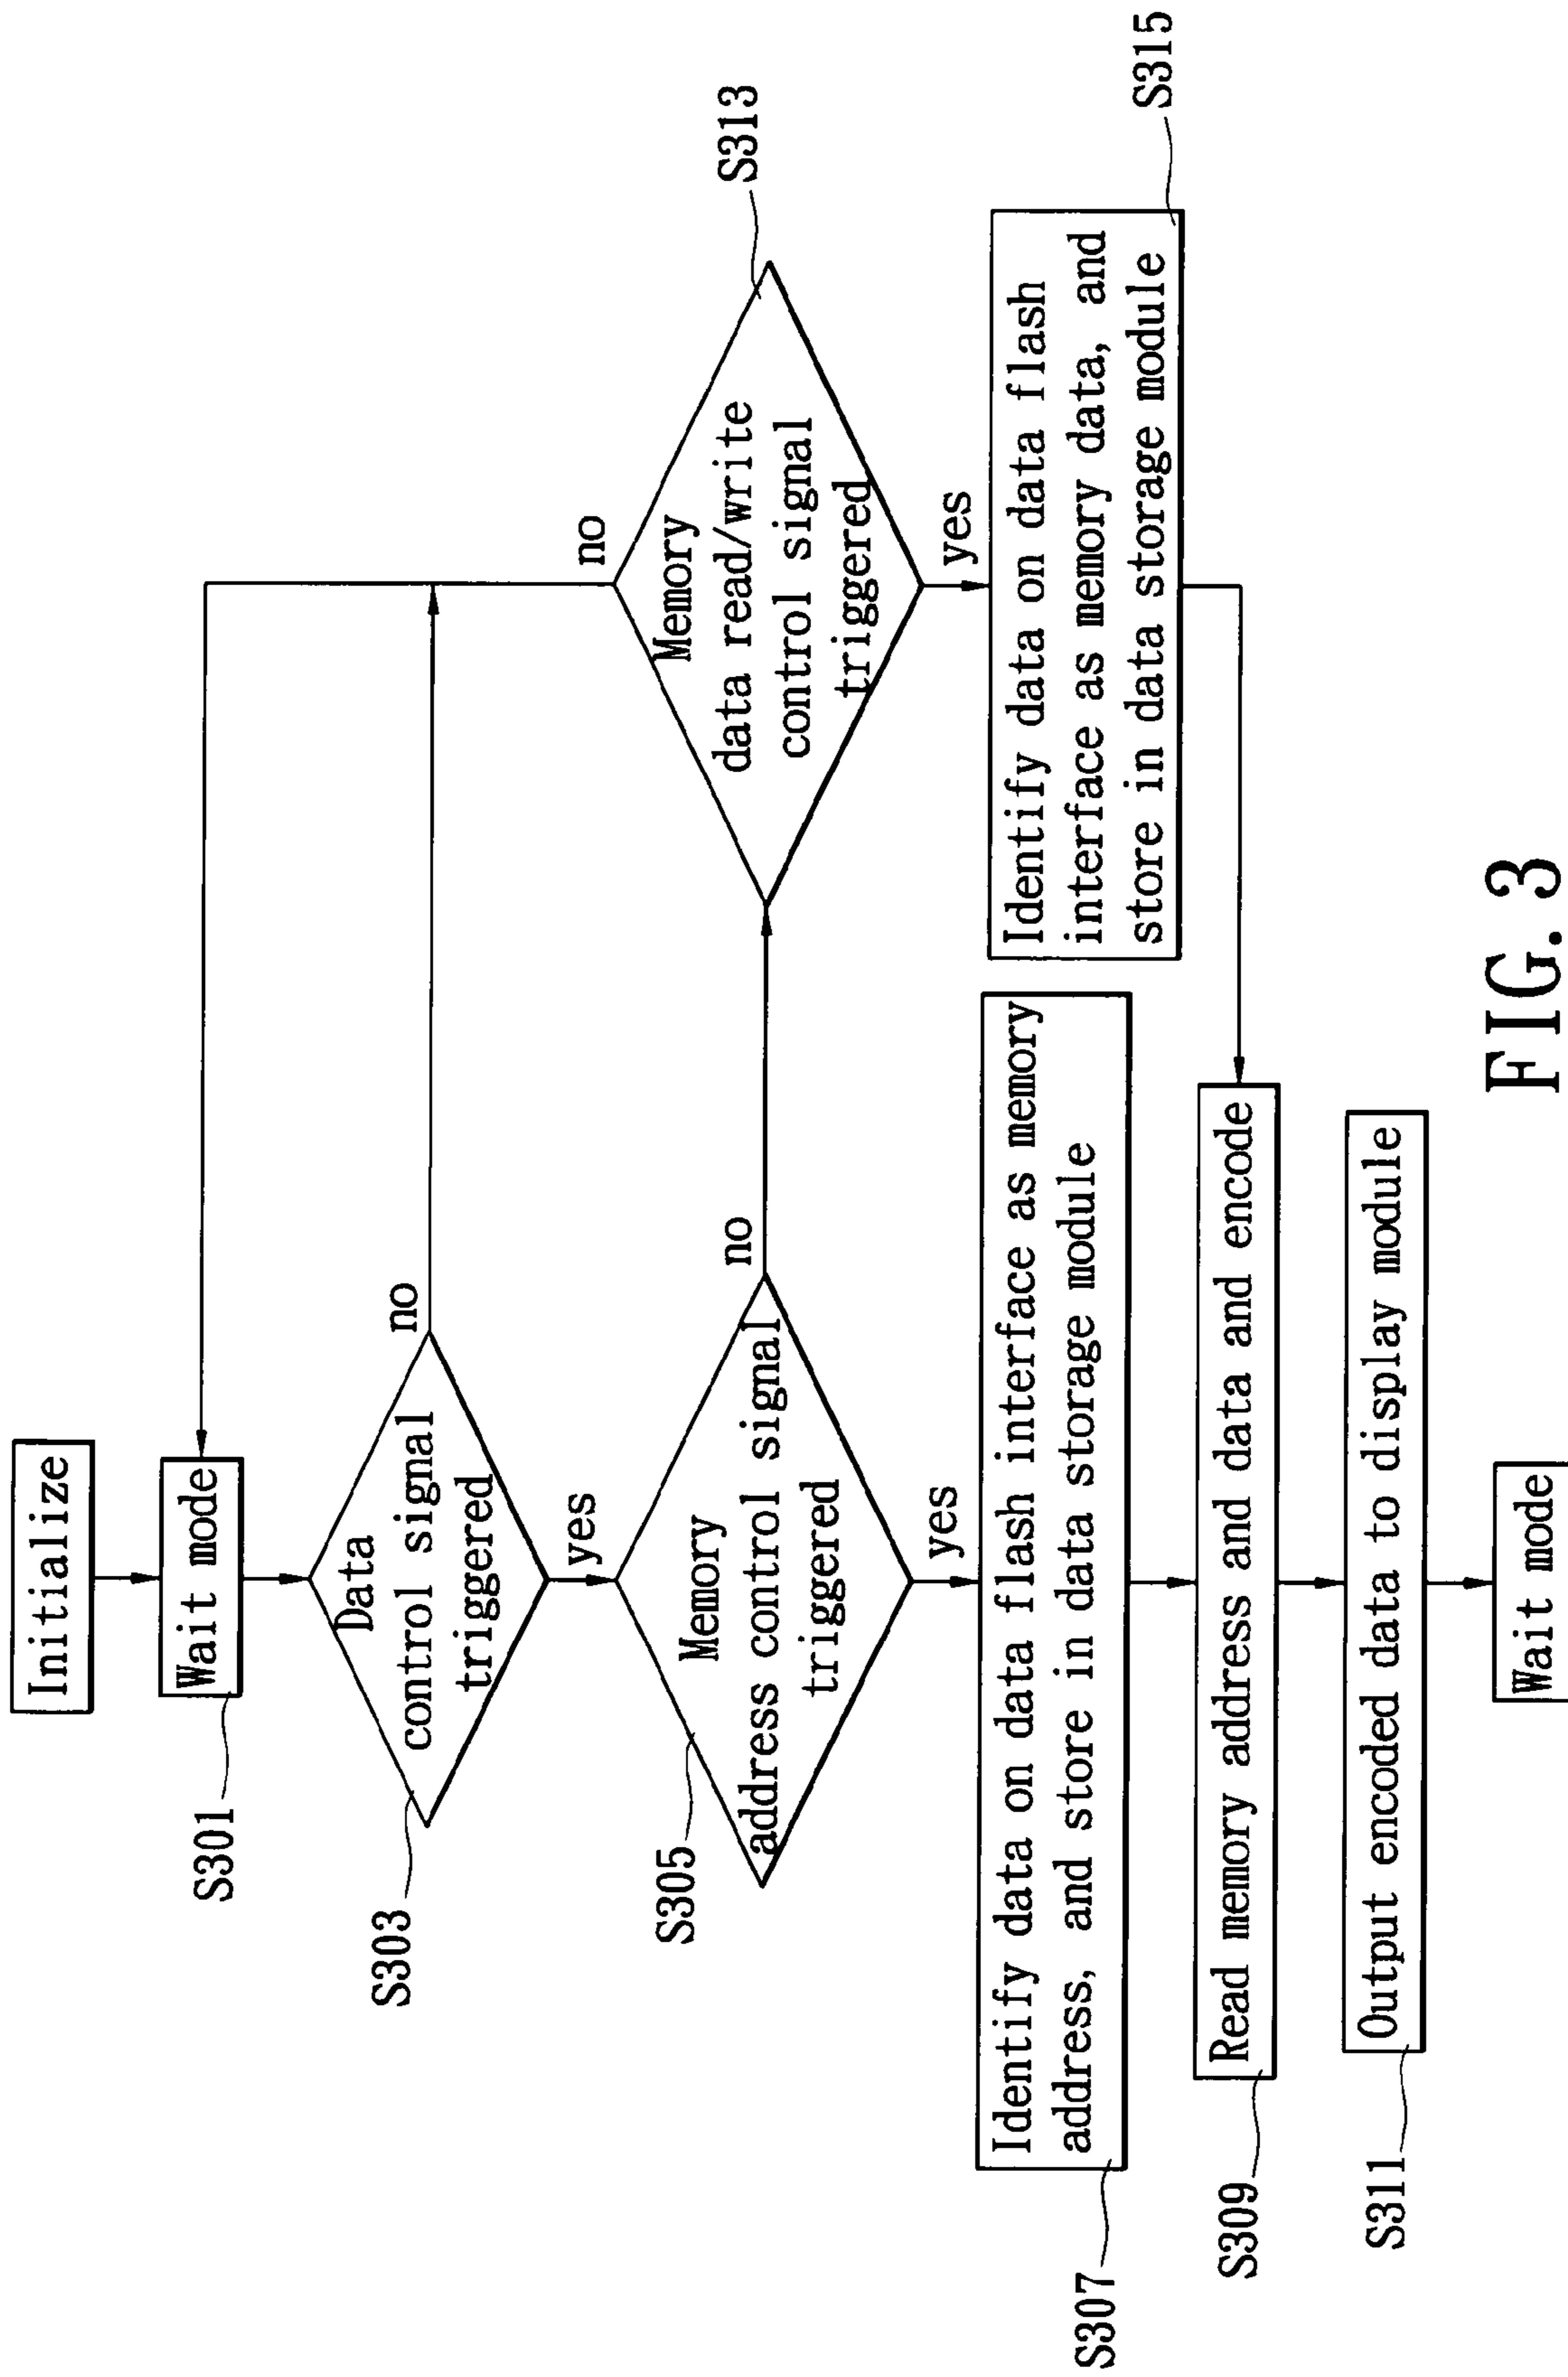 Initialize
Wait mode
S301
Data
control signal
triggered
S303
no
yes
Memory
address control signal
triggered
S305
no
yes
Memory
data read/write
control signal
triggered
S313
no
yes
Identify data on data flash interface as memory
address, and store in data storage module
S307
Identify data on data flash
interface as memory data, and
store in data storage module
S315
Read memory address and data and encode
S309
Output encoded data to display module
S311
Wait mode
FIG. 3